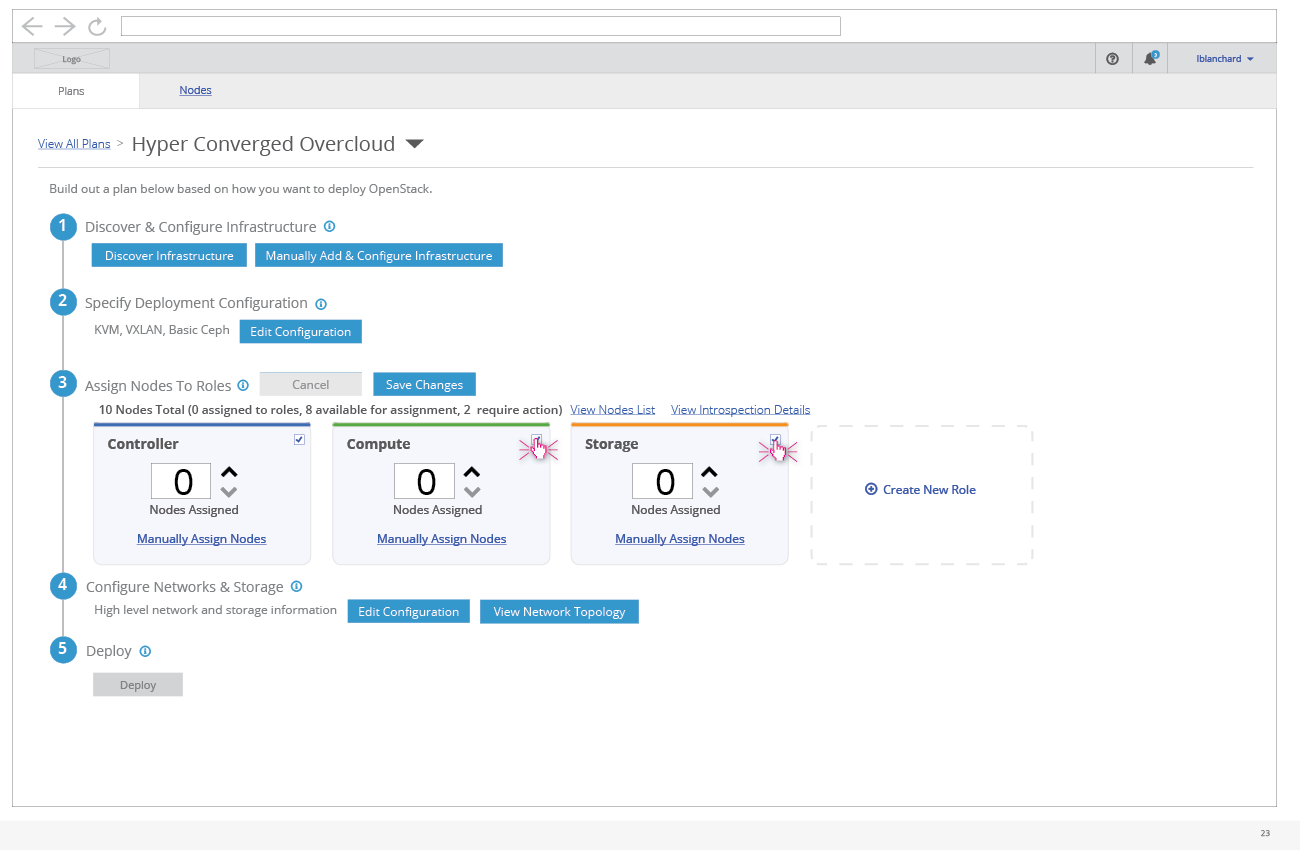 Logo
3
lblanchard
Plans
Nodes
View All Plans > Hyper Converged Overcloud
Build out a plan below based on how you want to deploy OpenStack.
1 Discover & Configure Infrastructure
Discover Infrastructure Manually Add & Configure Infrastructure
2 Specify Deployment Configuration
KVM, VXLAN, Basic Ceph Edit Configuration
3 Assign Nodes To Roles Cancel Save Changes
10 Nodes Total (0 assigned to roles, 8 available for assignment, 2 require action) View Nodes List View Introspection Details
Controller
0
Nodes Assigned
Manually Assign Nodes
Compute
0
Nodes Assigned
Manually Assign Nodes
Storage
0
Nodes Assigned
Manually Assign Nodes
Create New Role
4 Configure Networks & Storage
High level network and storage information Edit Configuration View Network Topology
5 Deploy
Deploy
23